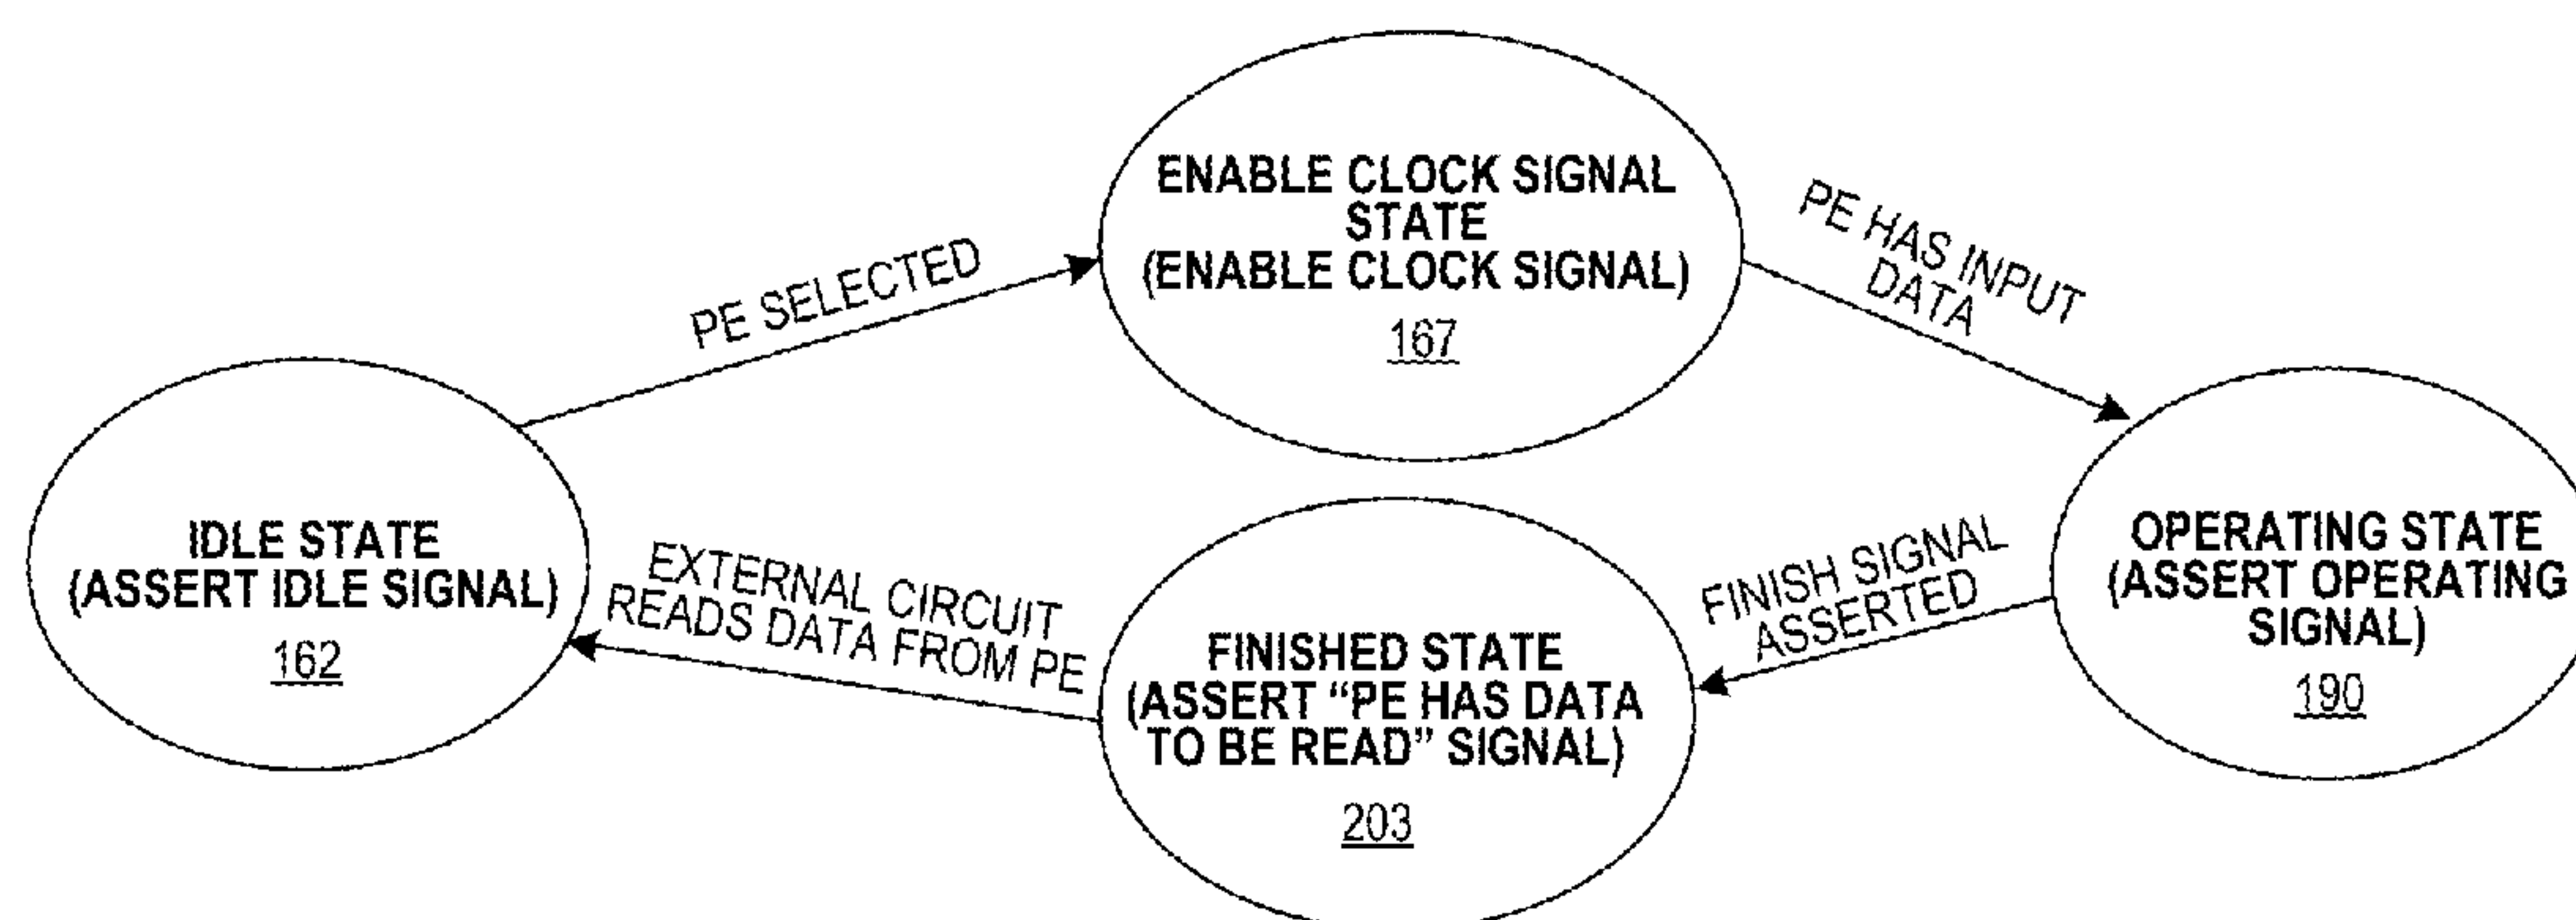 ENABLE CLOCK SIGNAL
STATE
(ENABLE CLOCK SIGNAL)
167
PE SELECTED
PE HAS INPUT
DATA
IDLE STATE
(ASSERT IDLE SIGNAL)
162
EXTERNAL CIRCUIT
READS DATA FROM PE
FINISHED STATE
(ASSERT “PE HAS DATA
TO BE READ” SIGNAL)
203
FINISH SIGNAL
ASSERTED
OPERATING STATE
(ASSERT OPERATING
SIGNAL)
190